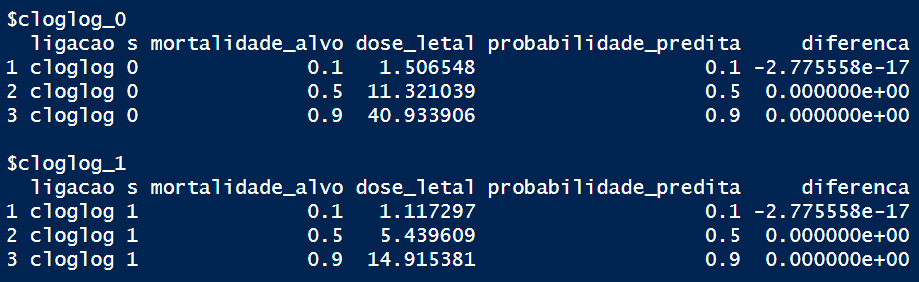 $cloglog_0
  ligacao s mortalidade_alvo dose_letal probabilidade_predita     diferenca
1 cloglog 0              0.1   1.506548                   0.1 -2.775558e-17
2 cloglog 0              0.5  11.321039                   0.5  0.000000e+00
3 cloglog 0              0.9  40.933906                   0.9  0.000000e+00
$cloglog_1
  ligacao s mortalidade_alvo dose_letal probabilidade_predita     diferenca
1 cloglog 1              0.1   1.117297                   0.1 -2.775558e-17
2 cloglog 1              0.5   5.439609                   0.5  0.000000e+00
3 cloglog 1              0.9  14.915381                   0.9  0.000000e+00